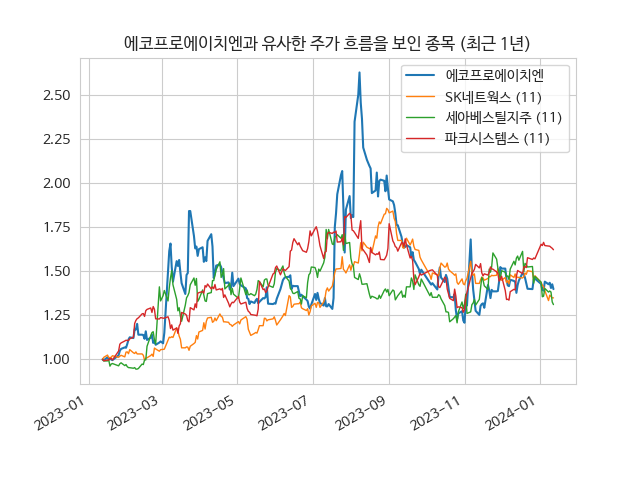 에코프로에이치엔과 유사한 주가 흐름을 보인 종목 (최근 1년)
에코프로에이치엔
SK네트웍스 (11)
세아베스틸지주 (11)
파크시스템스 (11)
2.50
2.25
2.00
1.75
1.50
1.25
1.00
2023-01
2023-03
2023-05
2023-07
2023-09
2023-11
2024-01